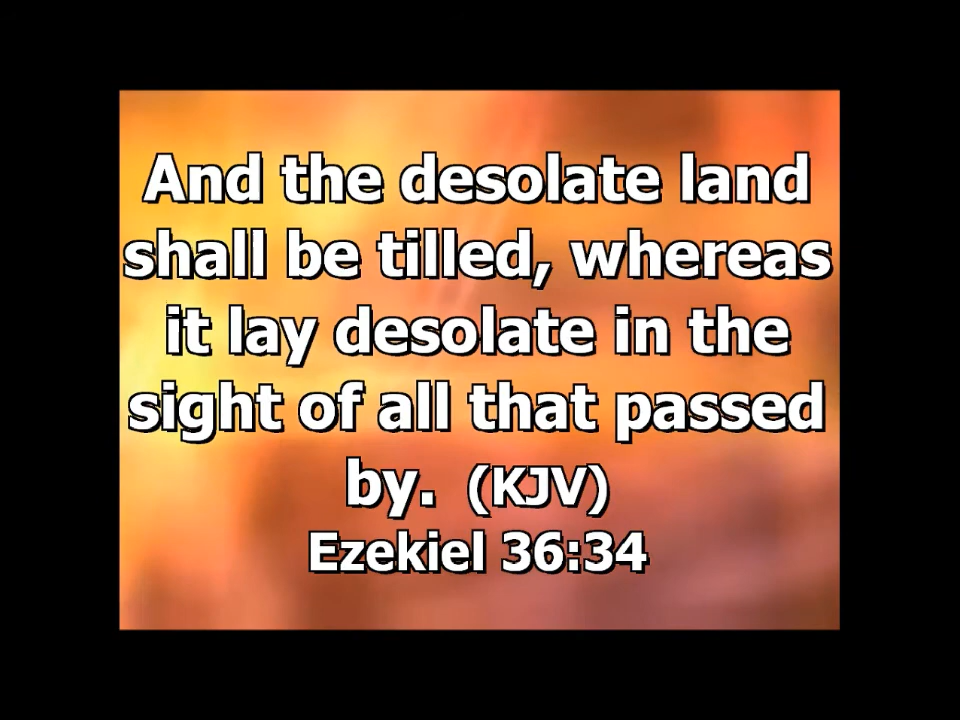 And the desolate land
shall be tilled, whereas
it lay desolate in the
sight of all that passed
by. (KJV)
Ezekiel 36:34